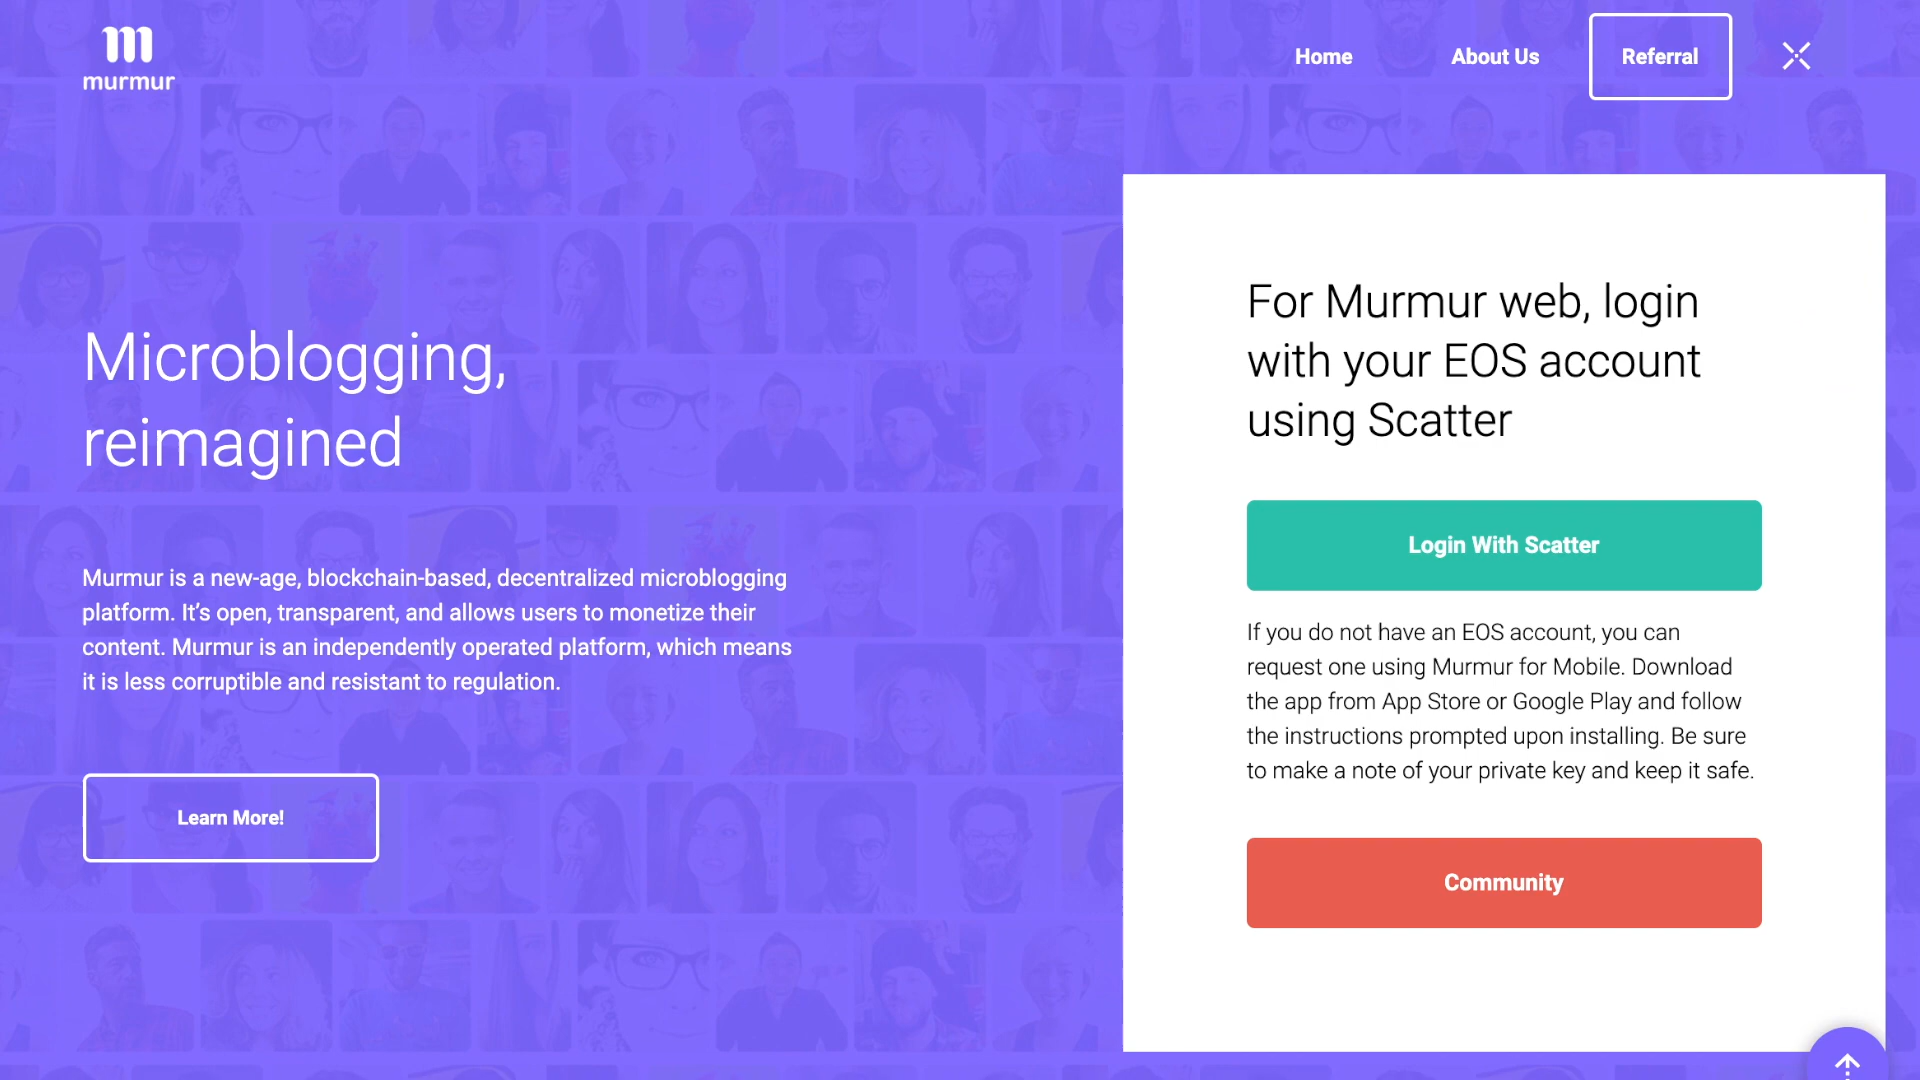 murmur
Home
About Us
Referral
Microblogging,
reimagined
Murmur is a new-age, blockchain-based, decentralized microblogging
platform. It’s open, transparent, and allows users to monetize their
content. Murmur is an independently operated platform, which means
it is less corruptible and resistant to regulation.
Learn More!
For Murmur web, login
with your EOS account
using Scatter
Login With Scatter
If you do not have an EOS account, you can
request one using Murmur for Mobile. Download
the app from App Store or Google Play and follow
the instructions prompted upon installing. Be sure
to make a note of your private key and keep it safe.
Community